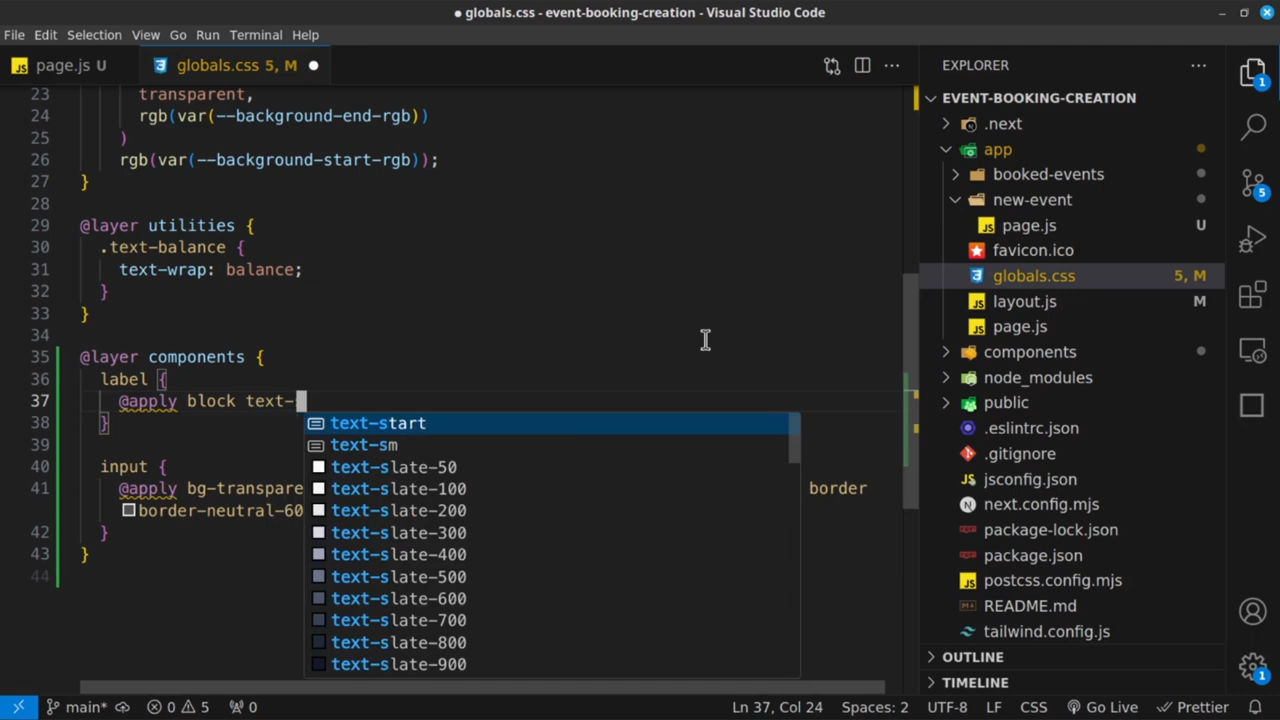 globals.css - event-booking-creation - Visual Studio Code
File Edit Selection View Go Run Terminal Help
page.js U
globals.css 5, M
23 transparent,
24 rgb(var(--background-end-rgb))
25 )
26 rgb(var(--background-start-rgb));
27 }
28
29 @layer utilities {
30 .text-balance {
31 text-wrap: balance;
32 }
33 }
34
35 @layer components {
36 label {
37 @apply block text-
38 }
39
40 input {
41 @apply bg-transpare border
border-neutral-60
42 }
43 }
44
text-start
text-sm
text-slate-50
text-slate-100
text-slate-200
text-slate-300
text-slate-400
text-slate-500
text-slate-600
text-slate-700
text-slate-800
text-slate-900
EXPLORER
EVENT-BOOKING-CREATION
.next
app
booked-events
new-event
page.js U
favicon.ico
globals.css 5, M
layout.js M
page.js
components
node_modules
public
.eslintrc.json
.gitignore
jsconfig.json
next.config.mjs
package-lock.json
package.json
postcss.config.mjs
README.md
tailwind.config.js
OUTLINE
TIMELINE
1
5
1
main* 0 5 0 Ln 37, Col 24 Spaces: 2 UTF-8 LF CSS Go Live Prettier